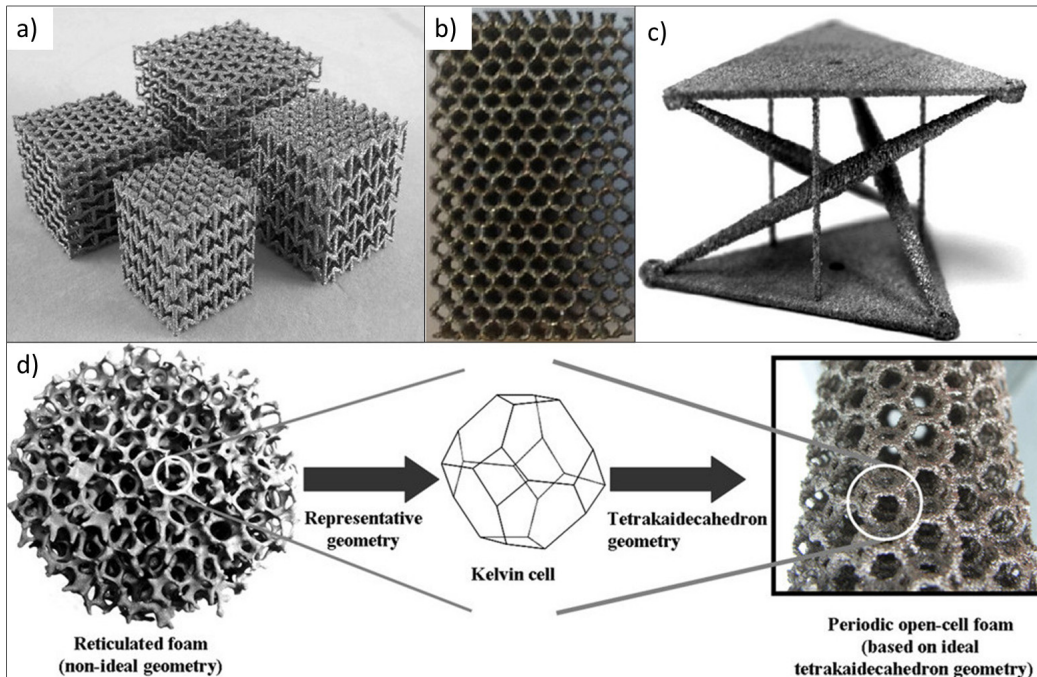 a)
b)
c)
d)
Representative
geometry
Kelvin cell
Tetrakaidecahedron
geometry
Reticulated foam
(non-ideal geometry)
Periodic open-cell foam
(based on ideal
tetrakaidecahedron geometry)